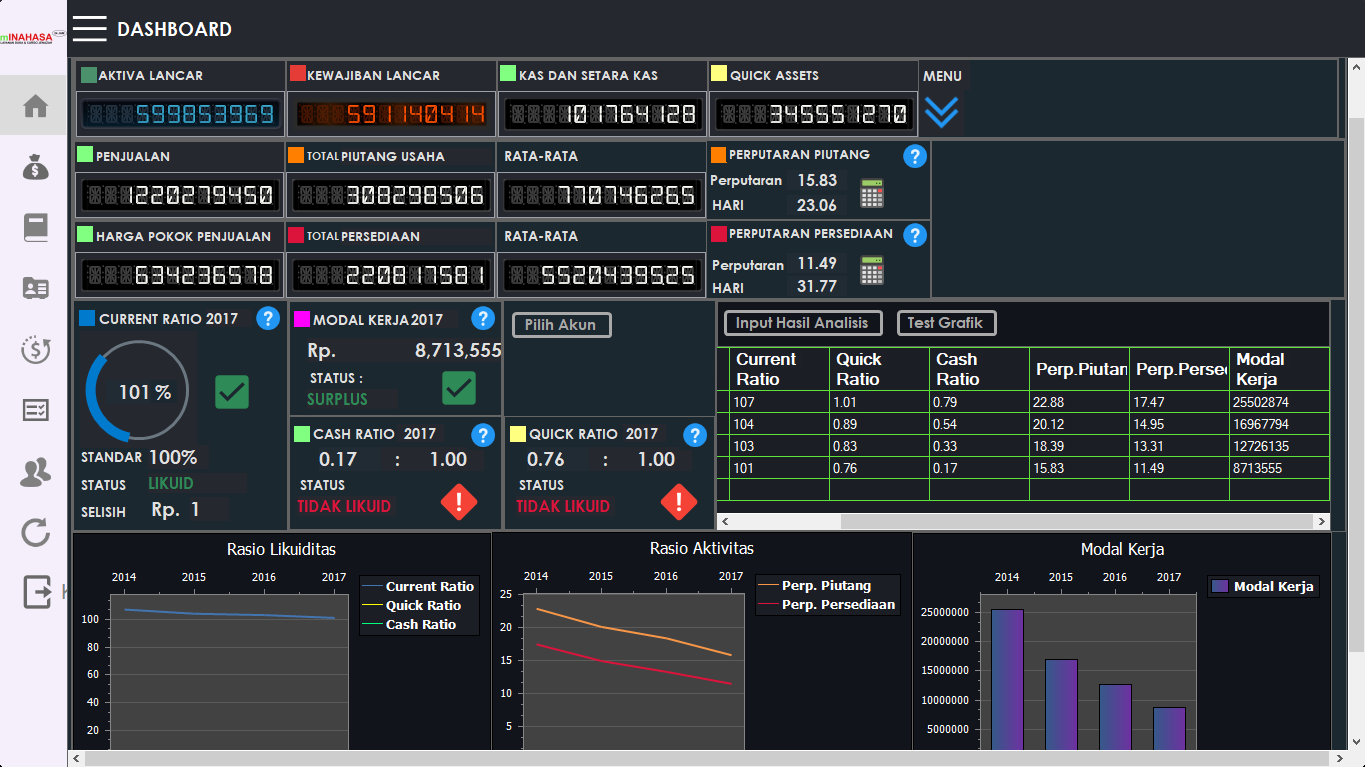 mINAHASA
DASHBOARD
AKTIVA LANCAR
KEWAJIBAN LANCAR
KAS DAN SETARA KAS
QUICK ASSETS
MENU
599853969
591140414
101764128
345551270
PENJUALAN
TOTAL PIUTANG USAHA
RATA-RATA
PERPUTARAN PIUTANG
?
Perputaran 15.83
HARI 23.06
1220279450
308298506
77074626.5
HARGA POKOK PENJUALAN
TOTAL PERSEDIAAN
RATA-RATA
PERPUTARAN PERSEDIAAN
?
Perputaran 11.49
HARI 31.77
634236578
220817581
55204395.25
CURRENT RATIO 2017
?
101 %
STANDAR 100%
STATUS LIKUID
SELISIH Rp. 1
MODAL KERJA 2017
?
Rp. 8,713,555
STATUS :
SURPLUS
Pilih Akun
CASH RATIO 2017
?
0.17 : 1.00
STATUS
TIDAK LIKUID
!
QUICK RATIO 2017
?
0.76 : 1.00
STATUS
TIDAK LIKUID
!
Input Hasil Analisis
Test Grafik
Current Ratio Quick Ratio Cash Ratio Perp.Piutan Perp.Persed Modal Kerja
107 1.01 0.79 22.88 17.47 25502874
104 0.89 0.54 20.12 14.95 16967794
103 0.83 0.33 18.39 13.31 12726135
101 0.76 0.17 15.83 11.49 8713555
Rasio Likuiditas
2014 2015 2016 2017
Current Ratio
Quick Ratio
Cash Ratio
100
80
60
40
20
Rasio Aktivitas
2014 2015 2016 2017
Perp. Piutang
Perp. Persediaan
25
20
15
10
5
Modal Kerja
2014 2015 2016 2017
Modal Kerja
25000000
20000000
15000000
10000000
5000000